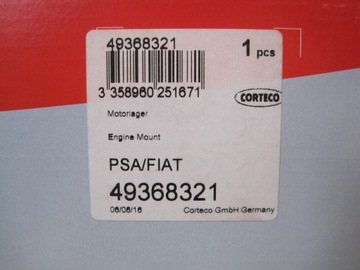 49368321
1 pcs
3 358960 251671
CORTECO
Motorlager
Engine Mount
PSA/FIAT
49368321
06/06/16 Corteco GmbH Germany